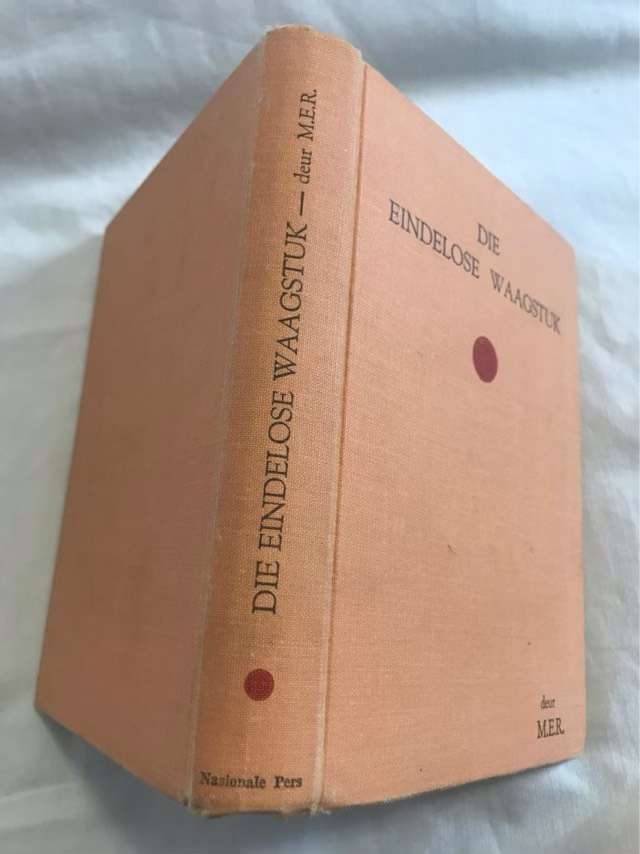 DIE EINDELOSE WAAGSTUK — deur M.E.R.
Nasionale Pers
DIE
EINDELOSE WAAGSTUK
deur
M.E.R.